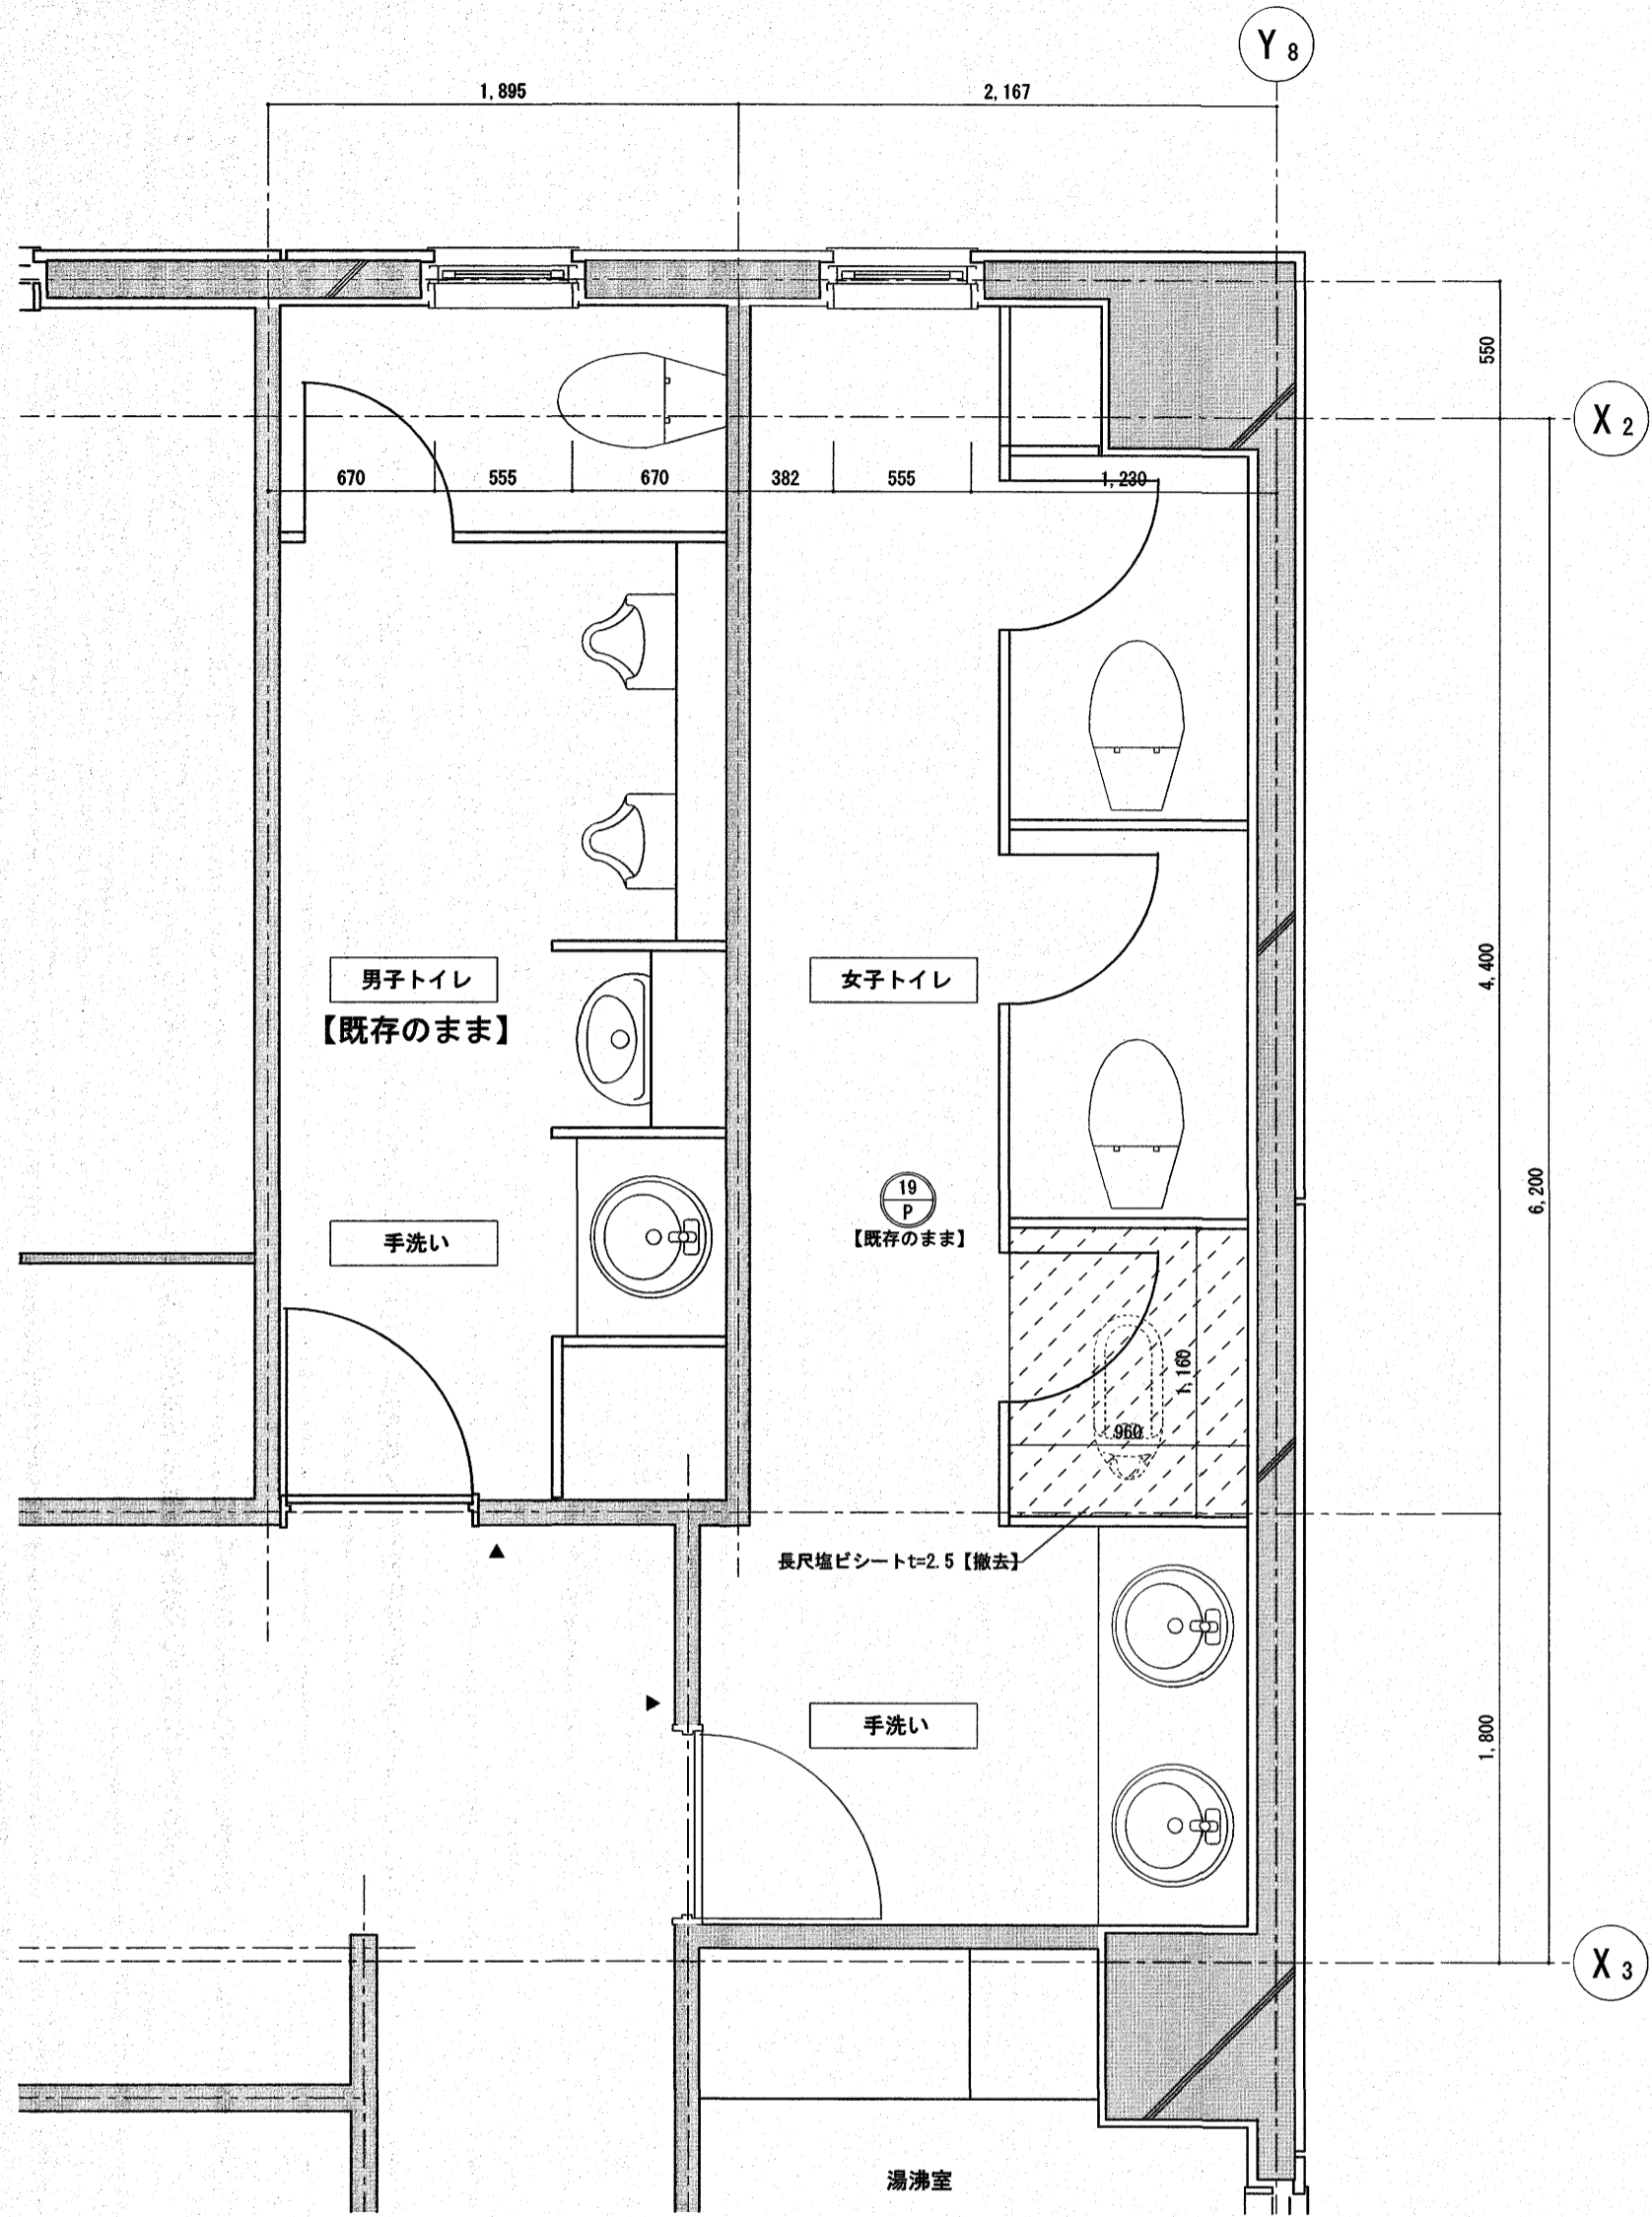 Y 8
1,895
2,167
550
X 2
670
555
670
382
555
1,230
4,400
男子トイレ
【既存のまま】
女子トイレ
6,200
19
P
【既存のまま】
手洗い
1,160
960
長尺塩ビシートt=2.5【撤去】
手洗い
1,800
X 3
湯沸室